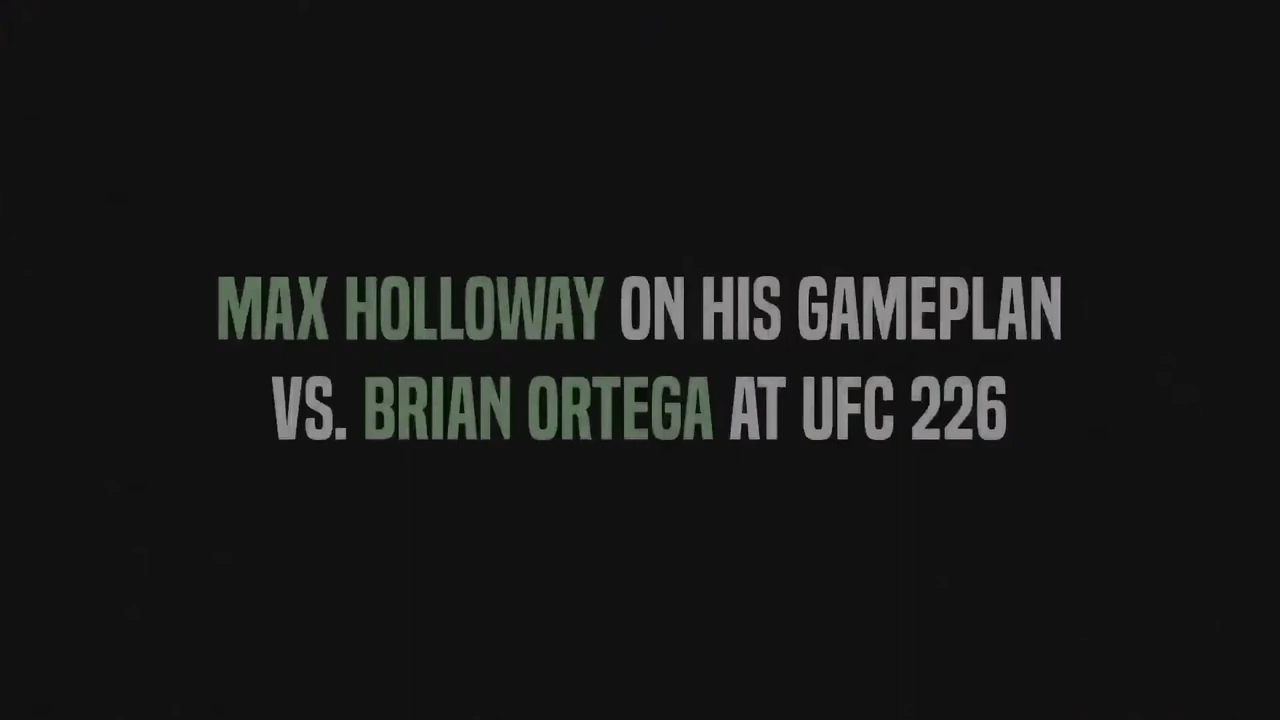 MAX HOLLOWAY ON HIS GAMEPLAN
VS. BRIAN ORTEGA AT UFC 226